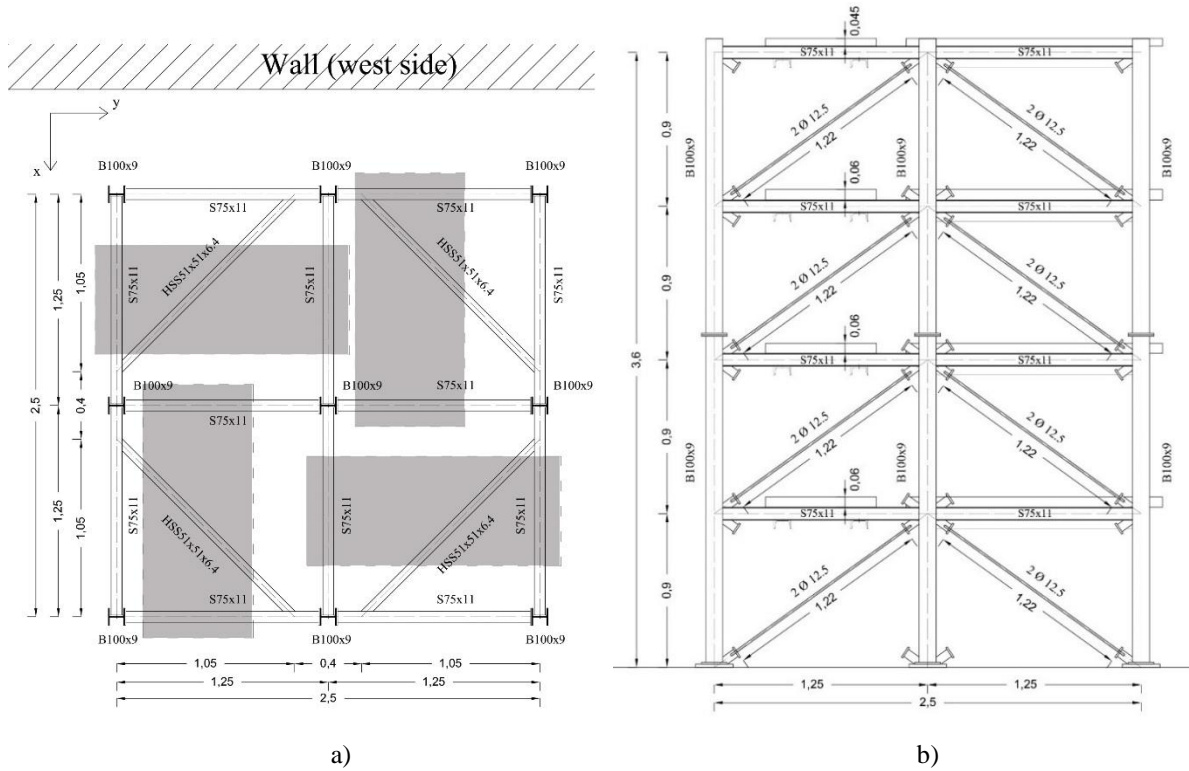 Wall (west side)
y
x
B100x9 B100x9 B100x9
S75x11 S75x11
HSS51x51x6.4 HSS51x51x6.4
S75x11 S75x11 S75x11
1,05
1,25
B100x9 B100x9 B100x9
S75x11
S75x11
2,5
0,4
1,25
1,05
S75x11 S75x11 S75x11
HSS51x51x6.4 HSS51x51x6.4
S75x11 S75x11
B100x9 B100x9 B100x9
1,05 0,4 1,05
1,25 1,25
2,5
a)
0,045
S75x11 S75x11
2 Ø 12.5 2 Ø 12.5
1,22 1,22
0,9
B100x9 B100x9 B100x9
0,06
S75x11 S75x11
2 Ø 12.5 2 Ø 12.5
1,22 1,22
0,9
3,6
0,06
S75x11 S75x11
2 Ø 12.5 2 Ø 12.5
1,22 1,22
0,9
B100x9 B100x9 B100x9
0,06
S75x11 S75x11
2 Ø 12.5 2 Ø 12.5
1,22 1,22
0,9
1,25 1,25
2,5
b)